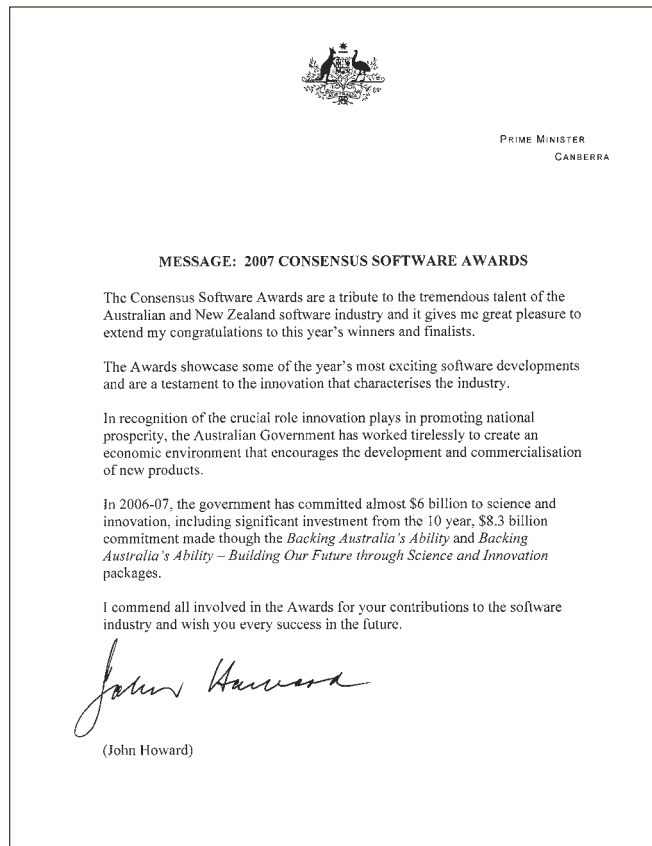 PRIME MINISTER
CANBERRA
MESSAGE: 2007 CONSENSUS SOFTWARE AWARDS
The Consensus Software Awards are a tribute to the tremendous talent of the
Australian and New Zealand software industry and it gives me great pleasure to
extend my congratulations to this year's winners and finalists.
The Awards showcase some of the year's most exciting software developments
and are a testament to the innovation that characterises the industry.
In recognition of the crucial role innovation plays in promoting national
prosperity, the Australian Government has worked tirelessly to create an
economic environment that encourages the development and commercialisation
of new products.
In 2006-07, the government has committed almost $6 billion to science and
innovation, including significant investment from the 10 year, $8.3 billion
commitment made though the Backing Australia's Ability and Backing
Australia's Ability – Building Our Future through Science and Innovation
packages.
I commend all involved in the Awards for your contributions to the software
industry and wish you every success in the future.
John Howard
(John Howard)